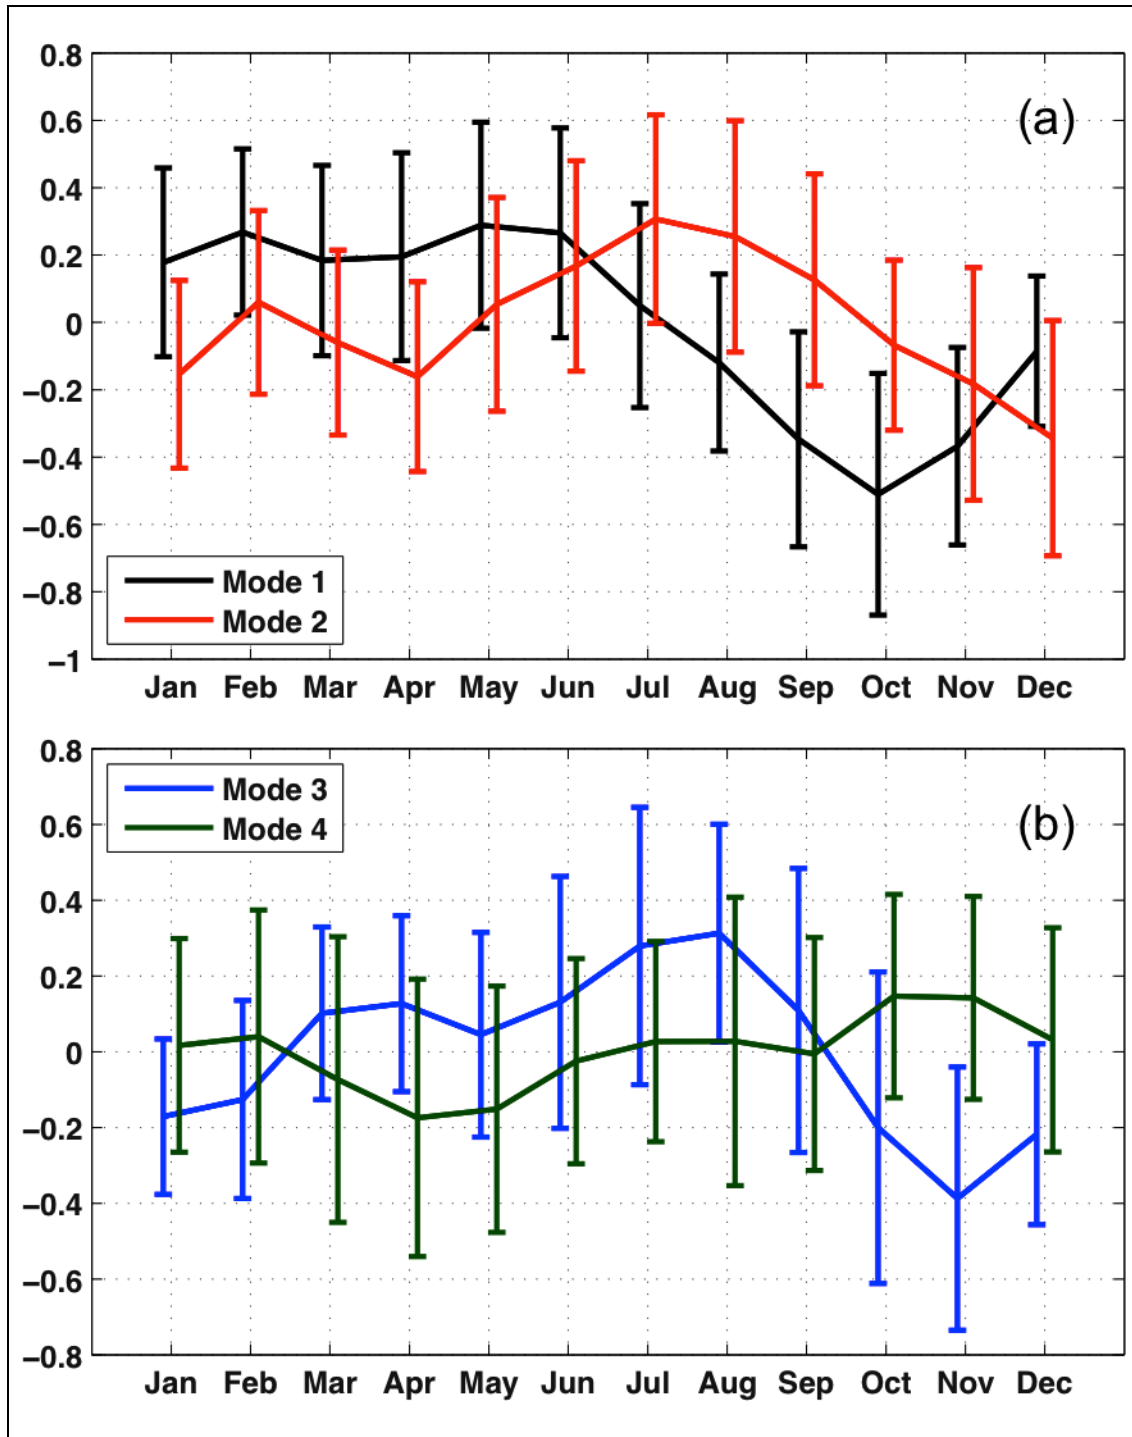 0.8
(a)
0.6
0.4
0.2
0
−0.2
−0.4
−0.6
Mode 1
−0.8
Mode 2
−1
Jan Feb Mar Apr May Jun Jul Aug Sep Oct Nov Dec
0.8
Mode 3
Mode 4
(b)
0.6
0.4
0.2
0
−0.2
−0.4
−0.6
−0.8
Jan Feb Mar Apr May Jun Jul Aug Sep Oct Nov Dec